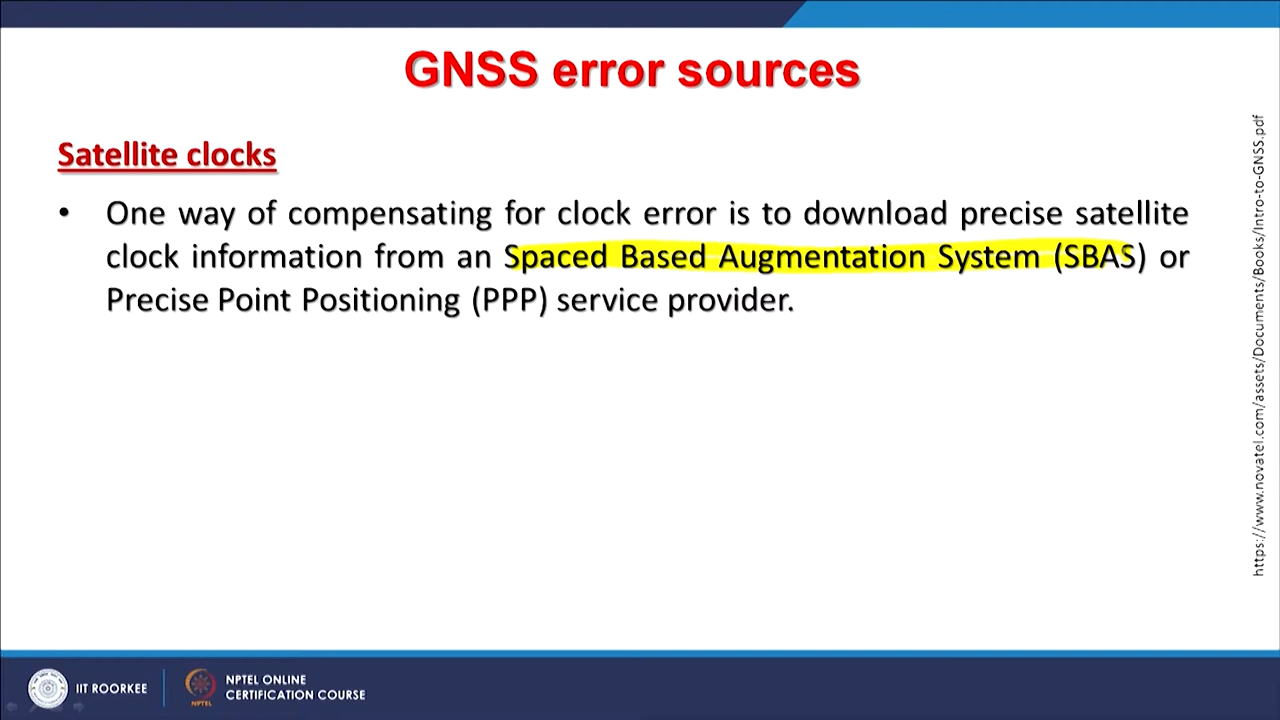 GNSS error sources
Satellite clocks
• One way of compensating for clock error is to download precise satellite
clock information from an Spaced Based Augmentation System (SBAS) or
Precise Point Positioning (PPP) service provider.
https://www.novatel.com/assets/Documents/Books/Intro-to-GNSS.pdf
IIT ROORKEE
NPTEL
NPTEL ONLINE
CERTIFICATION COURSE